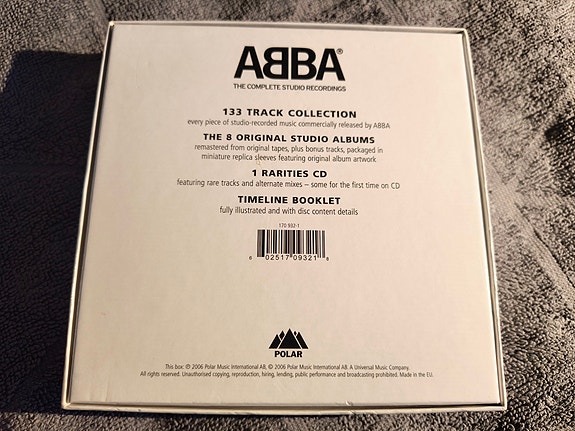 ABBA®
THE COMPLETE STUDIO RECORDINGS
133 TRACK COLLECTION
every piece of studio-recorded music commercially released by ABBA
THE 8 ORIGINAL STUDIO ALBUMS
remastered from original tapes, plus bonus tracks, packaged in
miniature replica sleeves featuring original album artwork
1 RARITIES CD
featuring rare tracks and alternate mixes – some for the first time on CD
TIMELINE BOOKLET
fully illustrated and with disc content details
170 932-1
0 02517 09321 8
POLAR
This box: ℗ 2006 Polar Music International AB, © 2006 Polar Music International AB. A Universal Music Company.
All rights reserved. Unauthorised copying, reproduction, hiring, lending, public performance and broadcasting prohibited. Made in the EU.